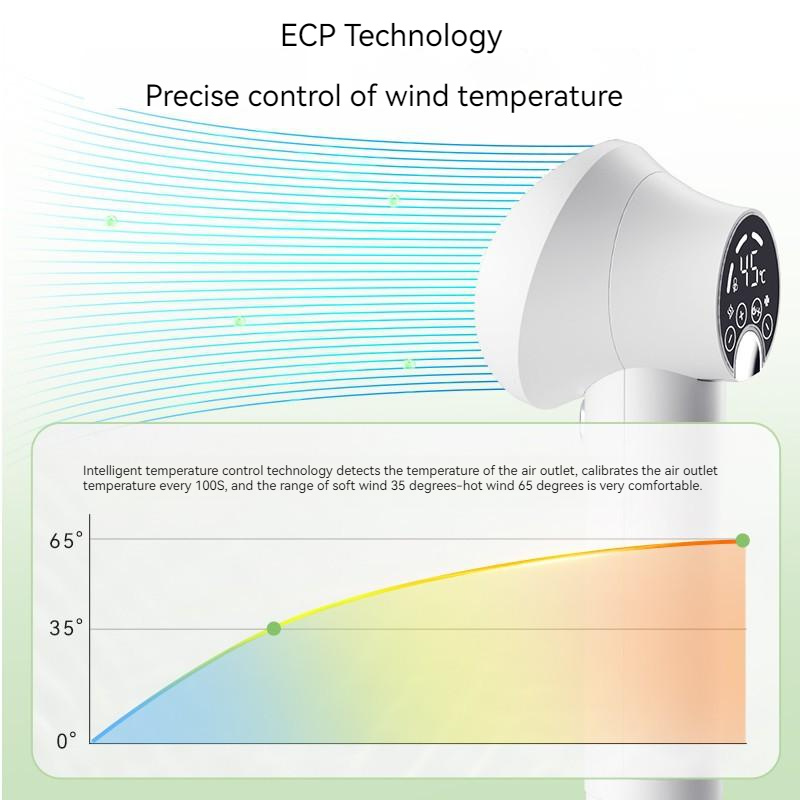 ECP Technology
Precise control of wind temperature
45℃
Intelligent temperature control technology detects the temperature of the air outlet, calibrates the air outlet
temperature every 100S, and the range of soft wind 35 degrees-hot wind 65 degrees is very comfortable.
65°
35°
0°